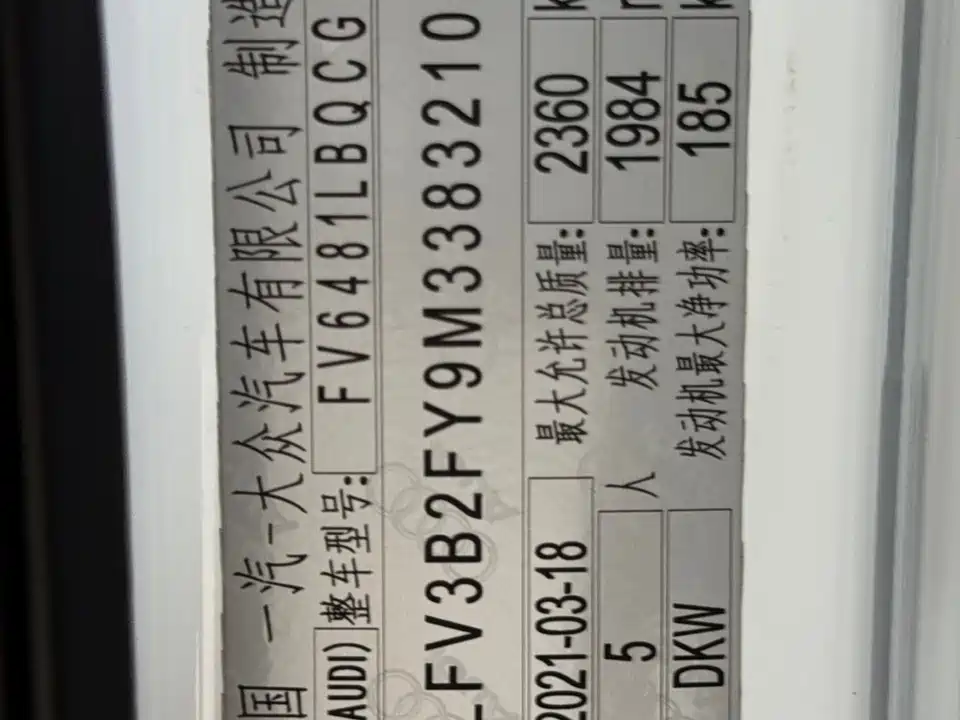 国 一汽-大众汽车有限公司 制造
AUDI) 整车型号: FV6481LBQCG
LFV3B2FY9M3383210
2021-03-18 最大允许总质量: 2360 k
5 人 发动机排量: 1984
DKW 发动机最大净功率: 185 k